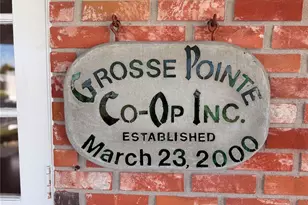 GROSSE POINTE
CO-OP INC.
ESTABLISHED
March 23, 2000